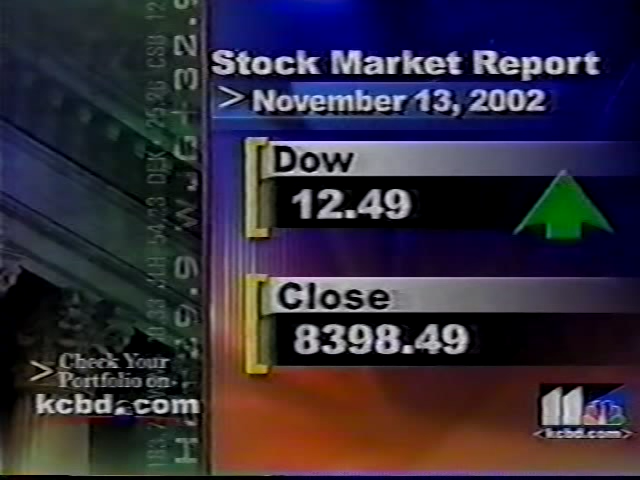 Stock Market Report
> November 13, 2002
Dow
12.49
Close
8398.49
> Check Your
Portfolio on
kcbd.com
11
kcbd.com